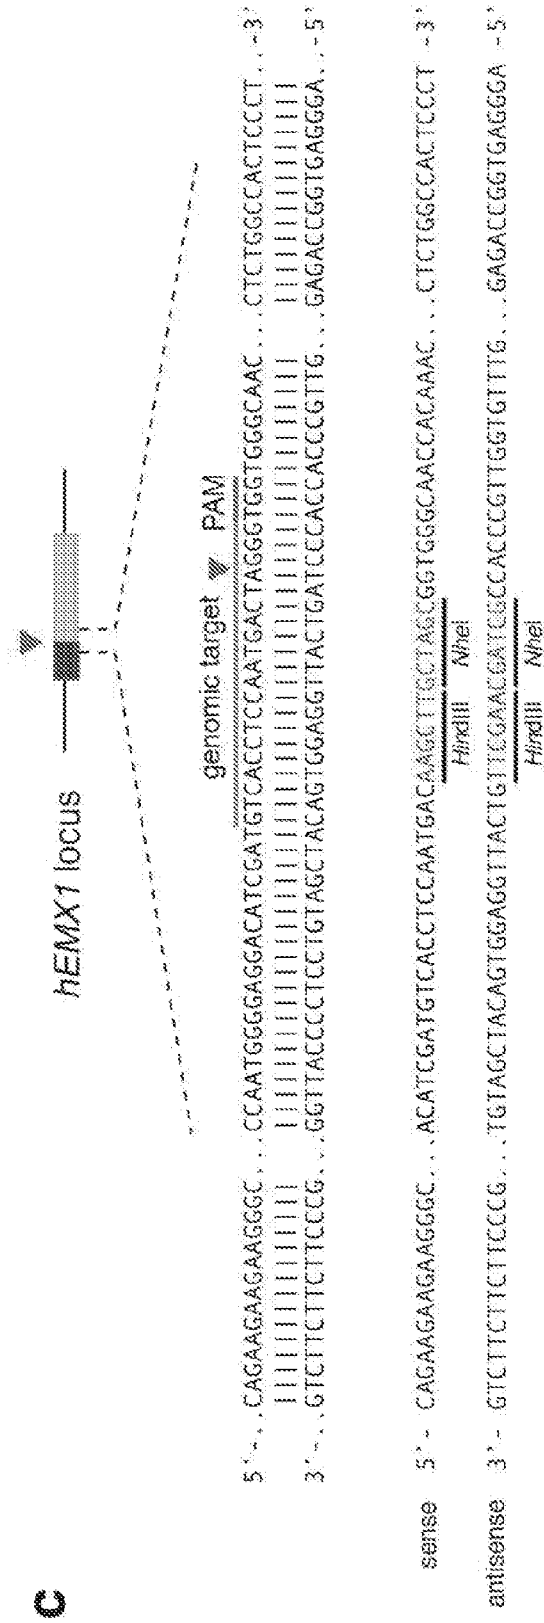 C
hEMX1 locus
genomic target PAM
5'-..CAGAAGAAGAAGGGC...CCAATGGGGAGGACATCGATGTCACCTCCAATGACTAGGGTGGTGGGCAAC...CTCTGGCCACTCCCT..-3'
3'-..GTCTTCTTCTTCCCG...GGTTACCCCTCCTGTAGCTACAGTGGAGGTTACTGATCCCACCACCCGTTG...GAGACCGGTGAGGGA..-5'
sense 5'- CAGAAGAAGAAGGGC...ACATCGATGTCACCTCCAATGACAAGCTTGCTAGCGGTGGGCAACCACAAAC...CTCTGGCCACTCCCT -3'
HindIII NheI
antisense 3'- GTCTTCTTCTTCCCG...TGTAGCTACAGTGGAGGTTACTGTTCGAACGATCGCCACCCGTTGGTGTTTG...GAGACCGGTGAGGGA -5'
HindIII NheI